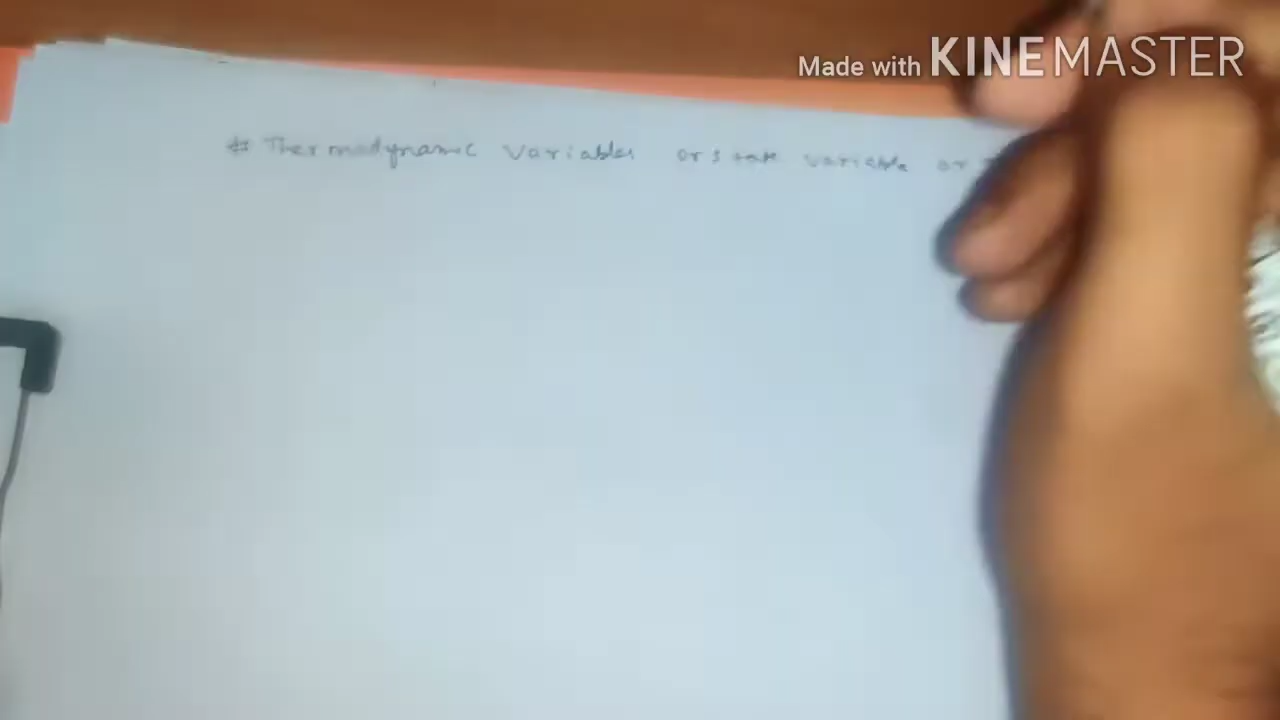 Made with KINEMASTER
# Thermodynamic variables or state variable or